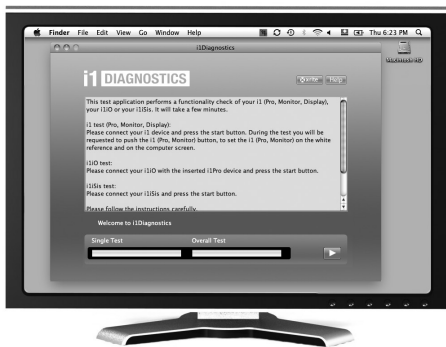 Finder File Edit View Go Window Help Thu 6:23 PM
i1Diagnostics
Macintosh HD
i1 DIAGNOSTICS
Quit Help
This test application performs a functionality check of your i1 (Pro, Monitor, Display),
your i1iO or your i1iSis. It will take a few minutes.
i1 test (Pro, Monitor, Display):
Please connect your i1 device and press the start button. During the test you will be
requested to push the i1 (Pro, Monitor) button, to set the i1 (Pro, Monitor) on the white
reference and on the computer screen.
i1iO test:
Please connect your i1iO with the inserted i1Pro device and press the start button.
i1iSis test:
Please connect your i1iSis and press the start button.
Please follow the instructions carefully.
Welcome to i1Diagnostics
Single Test Overall Test